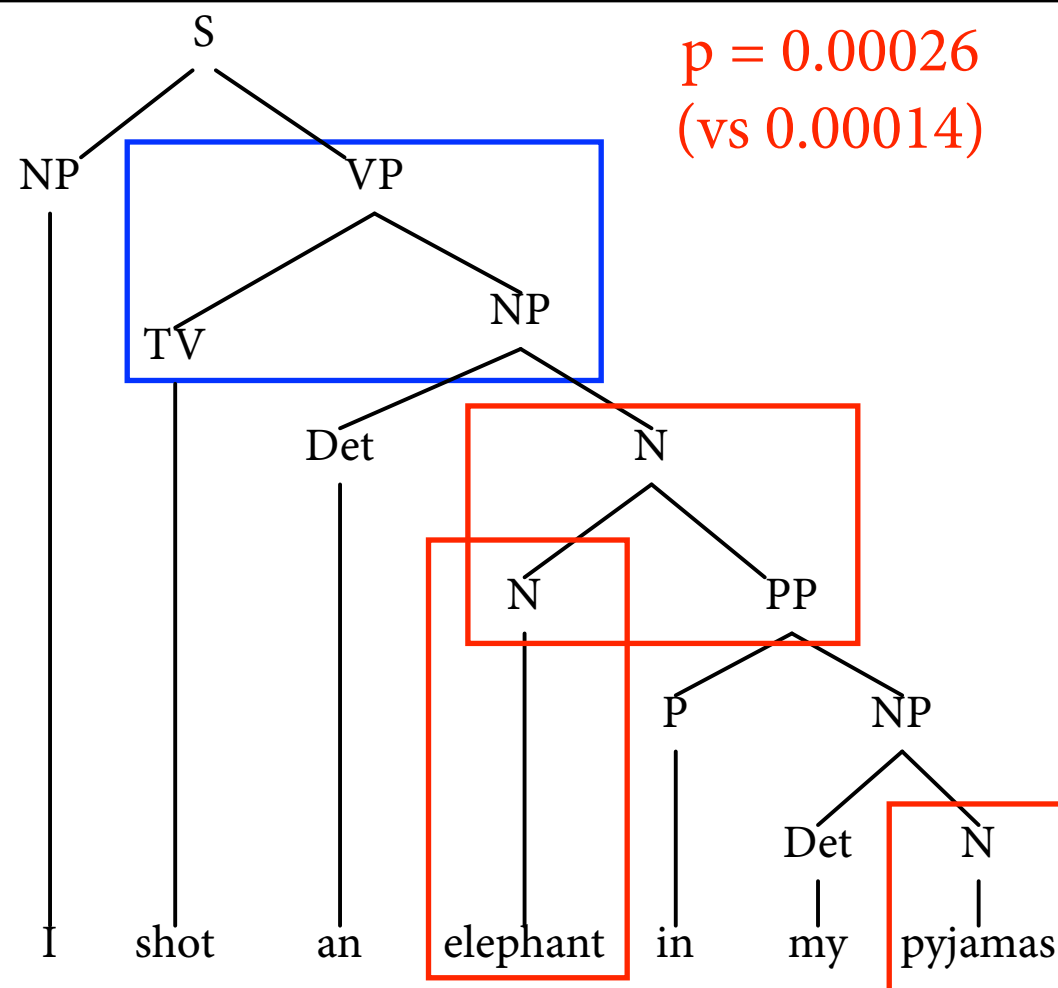 S
p = 0.00026
(vs 0.00014)
NP VP
NP
TV
Det N
N PP
P NP
Det N
I shot an elephant in my pyjamas